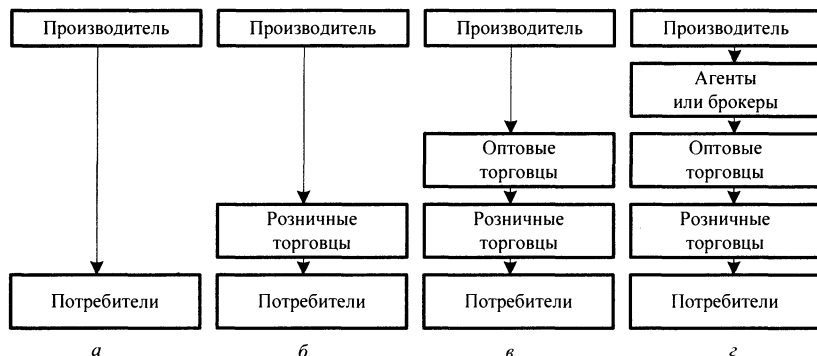 Производитель Производитель Производитель Производитель
Агенты
или брокеры
Оптовые Оптовые
торговцы торговцы
Розничные Розничные Розничные
торговцы торговцы торговцы
Потребители Потребители Потребители Потребители
а б в г